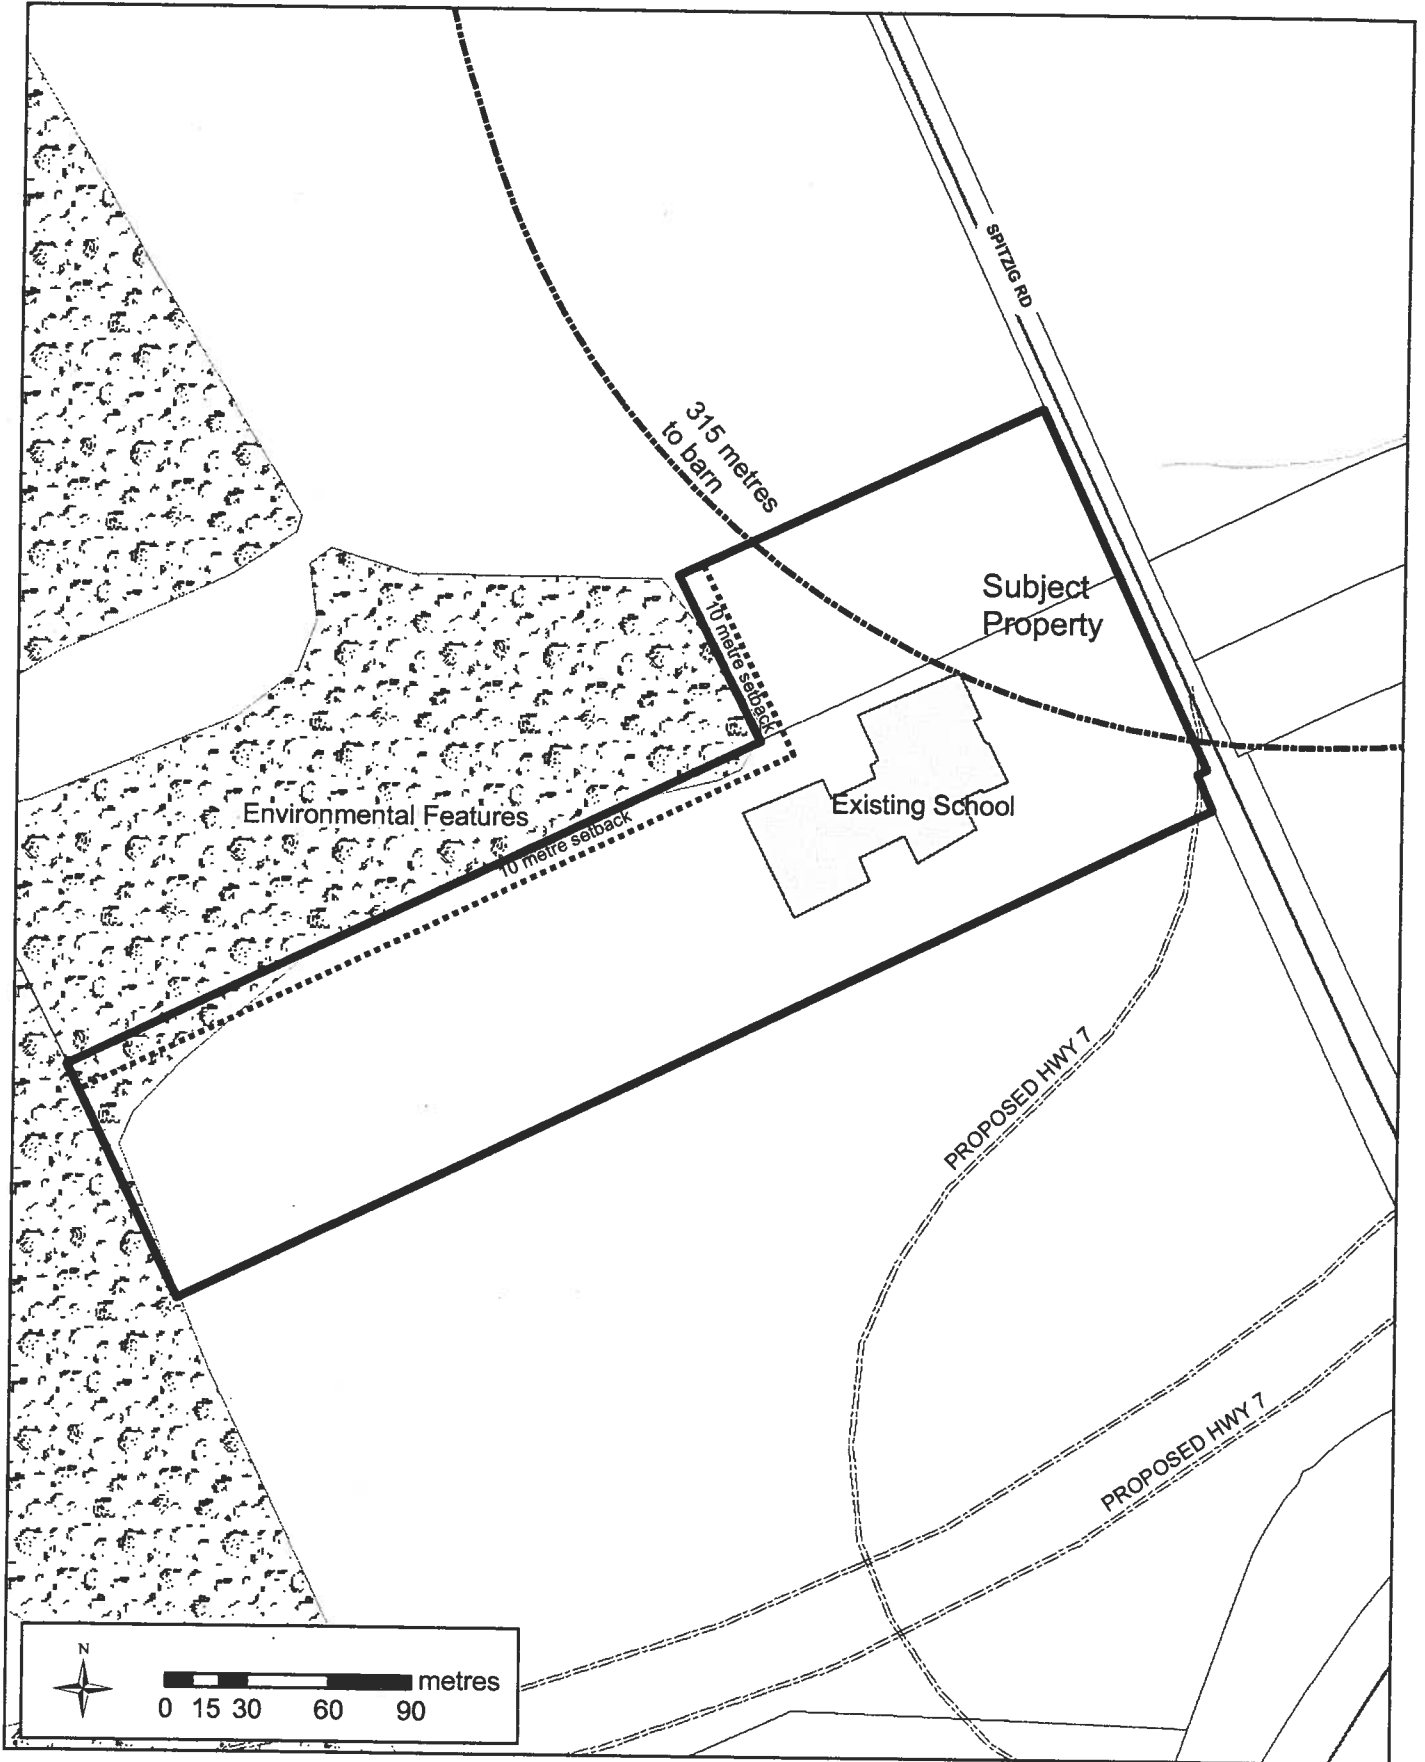 SPITZIG RD
315 metres
to barn
Subject
Property
10 metre setback
Environmental Features
Existing School
10 metre setback
PROPOSED HWY 7
PROPOSED HWY 7
N
metres
0 15 30 60 90